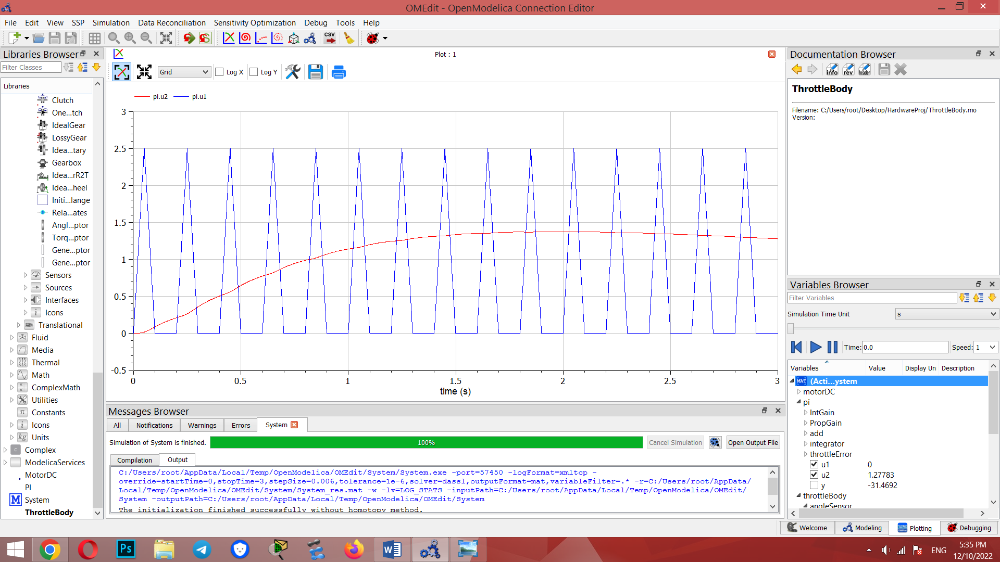 OMEdit - OpenModelica Connection Editor
File Edit View SSP Simulation Data Reconciliation Sensitivity Optimization Debug Tools Help
CSV
Libraries Browser
Filter Classes
Libraries
Clutch
One...tch
IdealGear
LossyGear
Idea...tary
Gearbox
Idea...rR2T
Idea...heel
Initi...lange
Rela...ates
Angl...ptor
Torq...ptor
Gene...ptor
Gene...ptor
Sensors
Sources
Interfaces
Icons
Translational
Fluid
Media
Thermal
Math
ComplexMath
Utilities
Constants
Icons
Units
Complex
ModelicaServices
MotorDC
PI
System
ThrottleBody
Plot : 1
Grid Log X Log Y
pi.u2 pi.u1
3
2.5
2
1.5
1
0.5
0
-0.5
0 0.5 1 1.5 2 2.5 3
time (s)
Messages Browser
All Notifications Warnings Errors System
Simulation of System is finished. 100% Cancel Simulation Open Output File
Compilation Output
C:/Users/root/AppData/Local/Temp/OpenModelica/OMEdit/System/System.exe -port=57450 -logFormat=xmltcp -
override=startTime=0,stopTime=3,stepSize=0.006,tolerance=1e-6,solver=dassl,outputFormat=mat,variableFilter=.* -r=C:/Users/root/AppData/
Local/Temp/OpenModelica/OMEdit/System/System_res.mat -w -lv=LOG_STATS -inputPath=C:/Users/root/AppData/Local/Temp/OpenModelica/OMEdit/
System -outputPath=C:/Users/root/AppData/Local/Temp/OpenModelica/OMEdit/System
The initialization finished successfully without homotopy method.
Documentation Browser
info rev header
ThrottleBody
Filename: C:/Users/root/Desktop/HardwareProj/ThrottleBody.mo
Version:
Variables Browser
Filter Variables
Simulation Time Unit s
Time: 0.0 Speed: 1
Variables Value Display Un Description
MAT (Acti...ystem
motorDC
pi
IntGain
PropGain
add
integrator
throttleError
u1 0
u2 1.27783
y -31.4692
throttleBody
angleSensor
Welcome Modeling Plotting Debugging
Ps
ENG
5:35 PM
12/10/2022